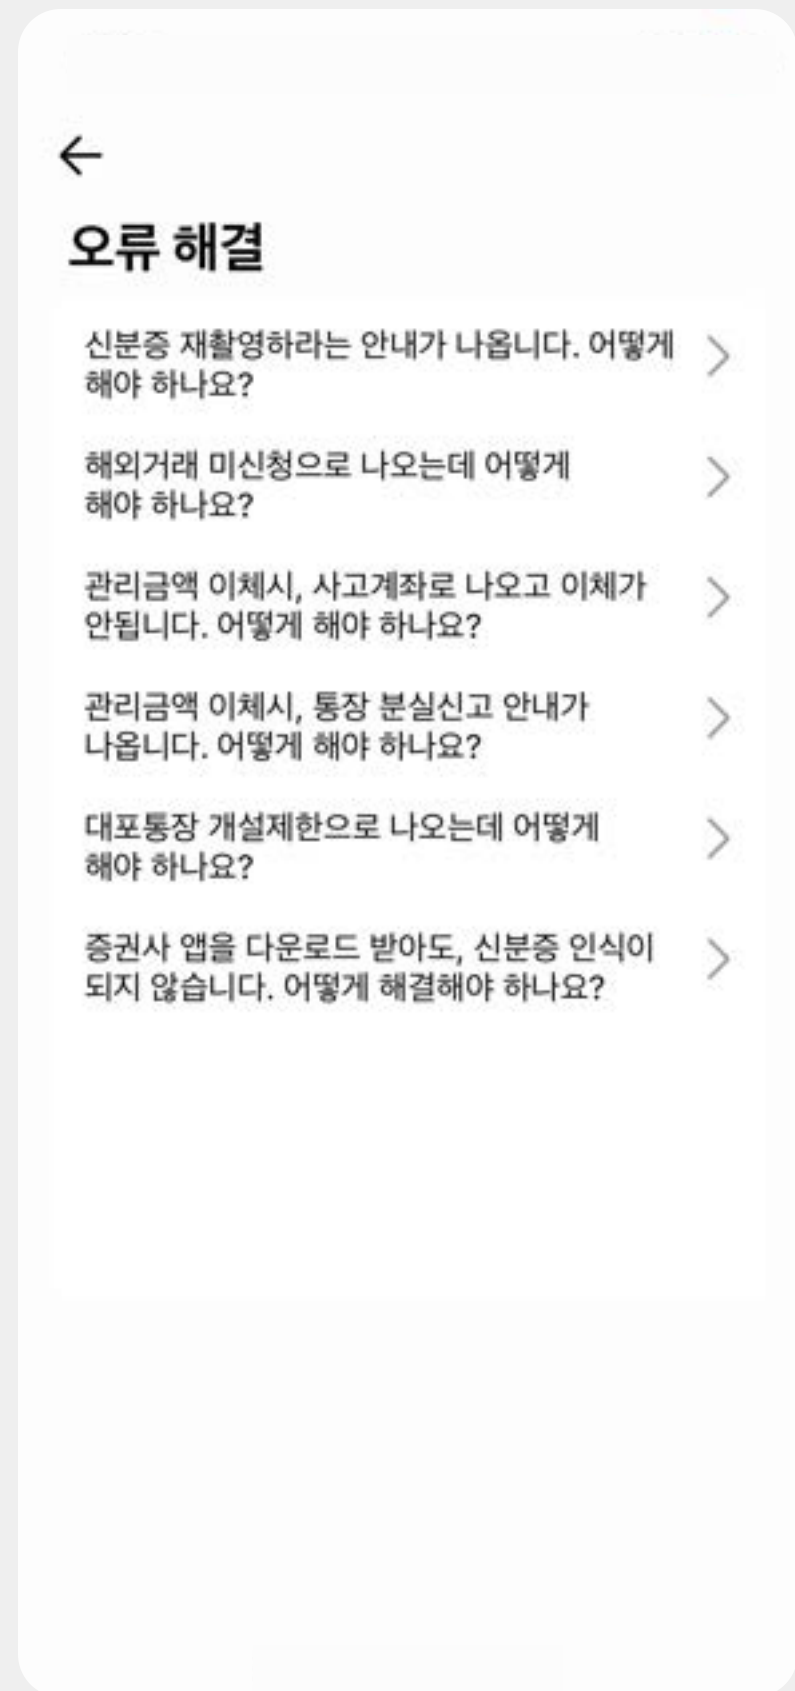 오류 해결
신분증 재촬영하라는 안내가 나옵니다. 어떻게
해야 하나요?
해외거래 미신청으로 나오는데 어떻게
해야 하나요?
관리금액 이체시, 사고계좌로 나오고 이체가
안됩니다. 어떻게 해야 하나요?
관리금액 이체시, 통장 분실신고 안내가
나옵니다. 어떻게 해야 하나요?
대포통장 개설제한으로 나오는데 어떻게
해야 하나요?
증권사 앱을 다운로드 받아도, 신분증 인식이
되지 않습니다. 어떻게 해결해야 하나요?